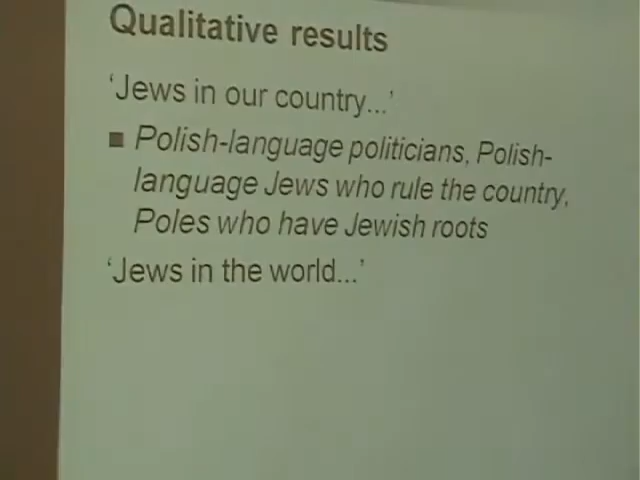 Qualitative results
‘Jews in our country...’
Polish-language politicians, Polish-
language Jews who rule the country,
Poles who have Jewish roots
‘Jews in the world...’